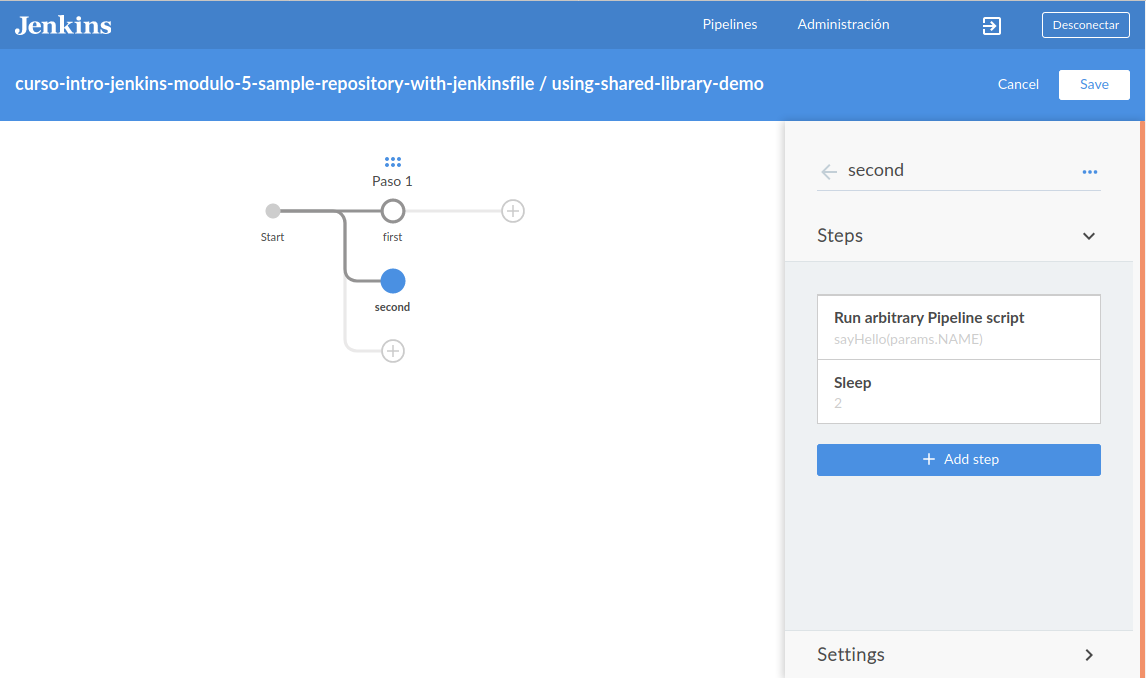 Jenkins
Pipelines
Administración
Desconectar
curso-intro-jenkins-modulo-5-sample-repository-with-jenkinsfile / using-shared-library-demo
Cancel
Save
Paso 1
Start
first
second
second
Steps
Run arbitrary Pipeline script
sayHello(params.NAME)
Sleep
2
Add step
Settings